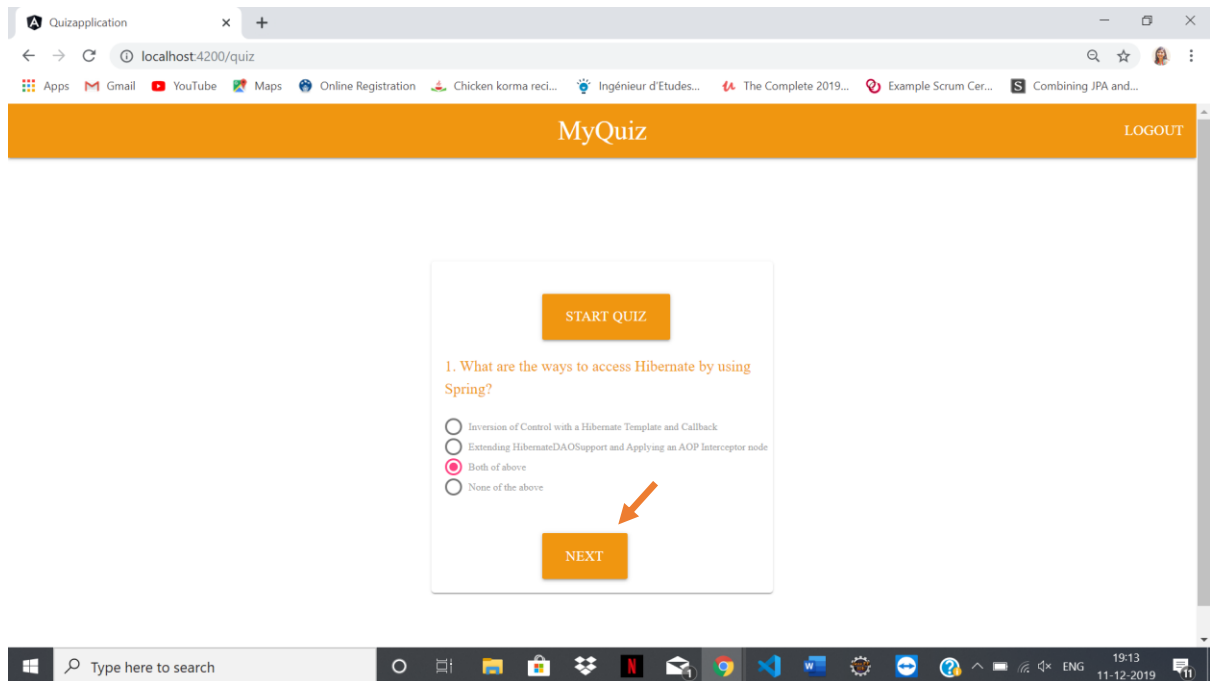 Quizapplication
localhost:4200/quiz
Apps Gmail YouTube Maps Online Registration Chicken korma reci... Ingénieur d'Etudes... The Complete 2019... Example Scrum Cer... S Combining JPA and...
MyQuiz LOGOUT
START QUIZ
1. What are the ways to access Hibernate by using
Spring?
Inversion of Control with a Hibernate Template and Callback
Extending HibernateDAOSupport and Applying an AOP Interceptor node
Both of above
None of the above
NEXT
Type here to search
ENG
19:13
11-12-2019
11